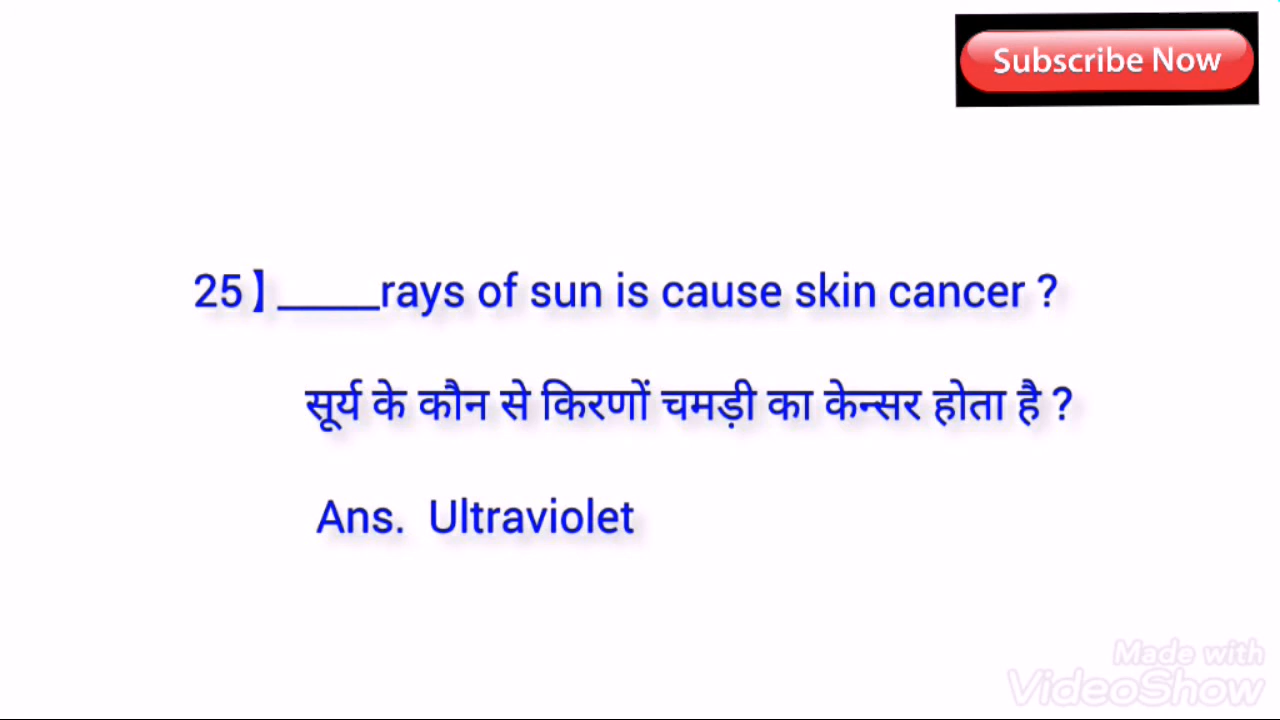 Subscribe Now
25】_____rays of sun is cause skin cancer ?
सूर्य के कौन से किरणों चमड़ी का केन्सर होता है ?
Ans. Ultraviolet
Made with
VideoShow